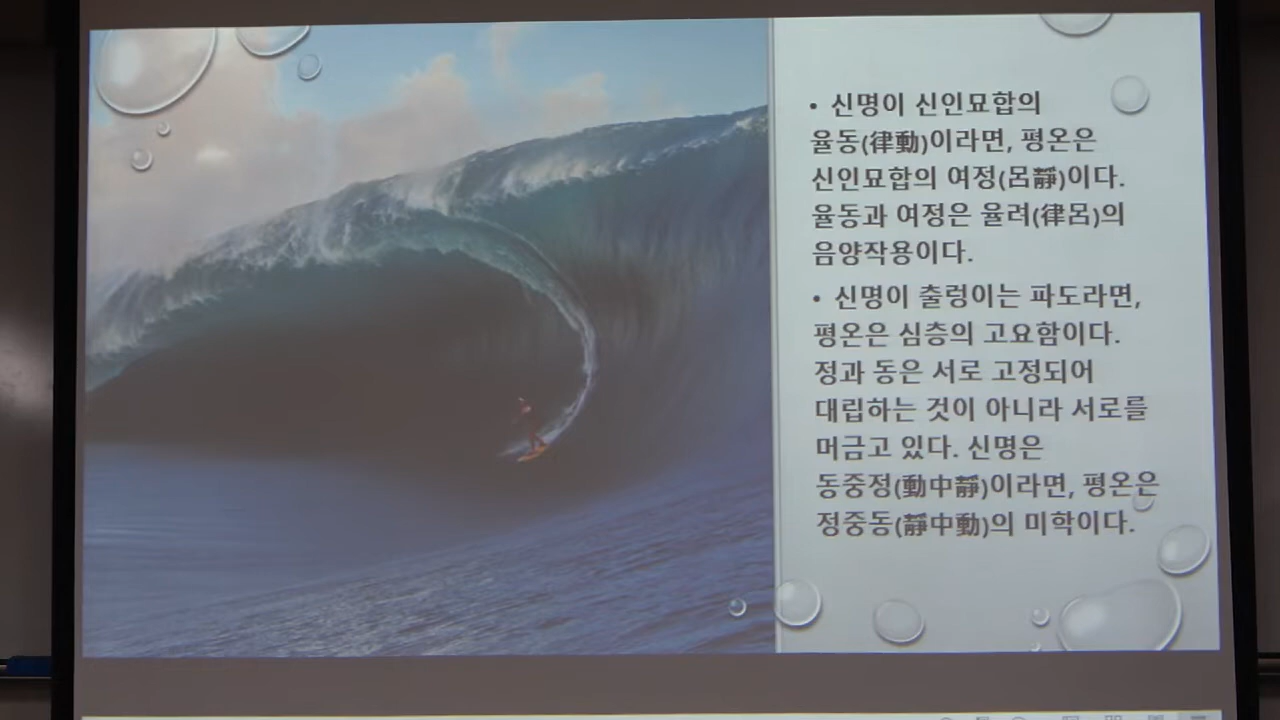 • 신명이 신인묘합의
율동(律動)이라면, 평온은
신인묘합의 여정(呂靜)이다.
율동과 여정은 율려(律呂)의
음양작용이다.
• 신명이 출렁이는 파도라면,
평온은 심층의 고요함이다.
정과 동은 서로 고정되어
대립하는 것이 아니라 서로를
머금고 있다. 신명은
동중정(動中靜)이라면, 평온은
정중동(靜中動)의 미학이다.